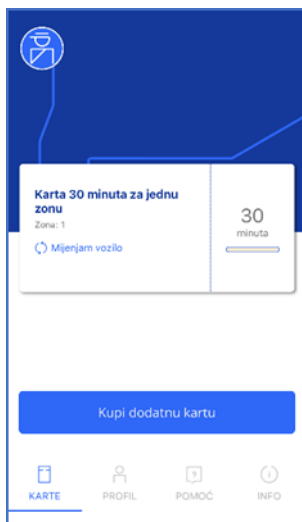 Karta 30 minuta za jednu
zonu
Zona: 1
Mijenjam vozilo
30
minuta
Kupi dodatnu kartu
KARTE
PROFIL
POMOĆ
INFO